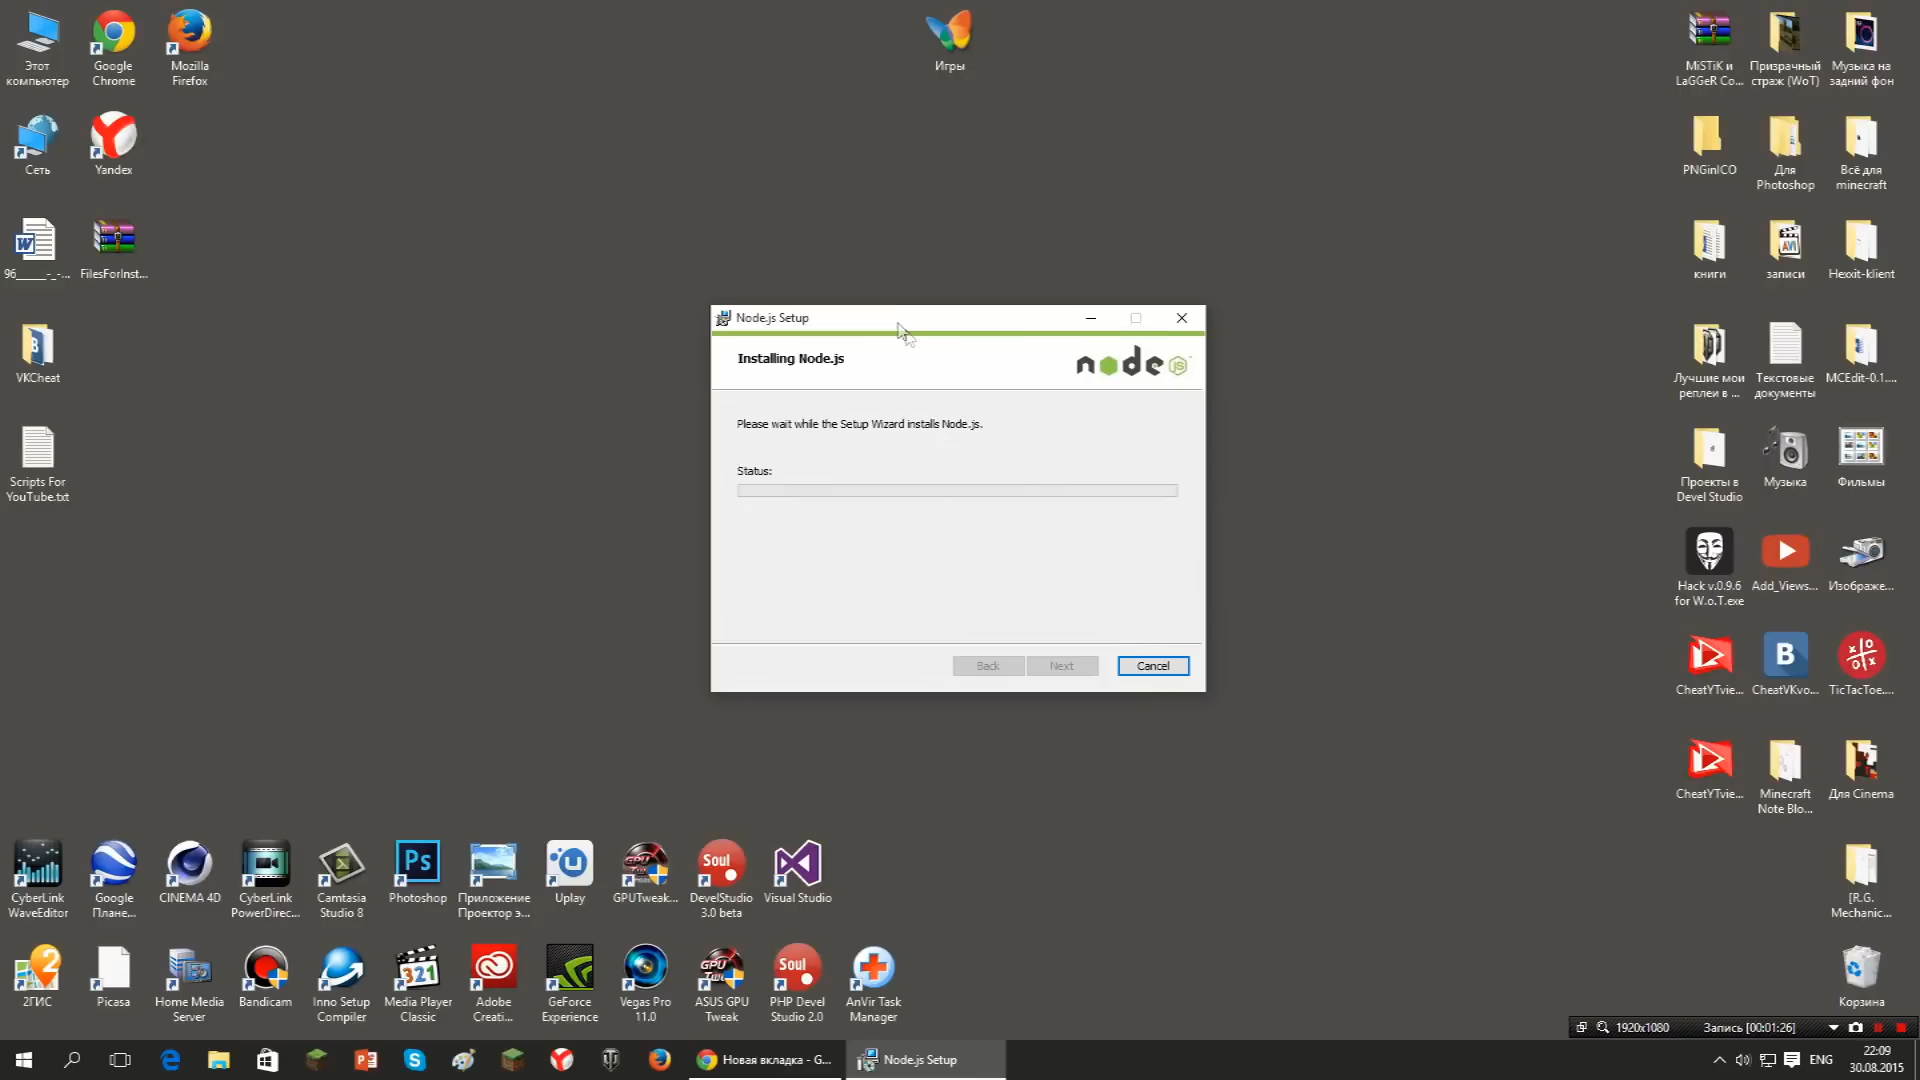 Этот
компьютер
Google
Chrome
Mozilla
Firefox
Игры
MiSTiK и
LaGGeR Co...
Призрачный
страж (WoT)
Музыка на
задний фон
Сеть
Yandex
PNGinICO
Для
Photoshop
Всё для
minecraft
96_____-_-...
FilesForInst...
книги
записи
Hexxit-klient
VKCheat
Лучшие мои
реплеи в ...
Текстовые
документы
MCEdit-0.1....
Scripts For
YouTube.txt
Проекты в
Devel Studio
Музыка
Фильмы
Node.js Setup
Installing Node.js
node JS
Please wait while the Setup Wizard installs Node.js.
Status:
Back
Next
Cancel
Hack v.0.9.6
for W.o.T.exe
Add_Views...
Изображе...
CheatYTvie...
CheatVKvo...
TicTacToe....
CheatYTvie...
Minecraft
Note Blo...
Для Cinema
CyberLink
WaveEditor
Google
Плане...
CINEMA 4D
CyberLink
PowerDirec...
Camtasia
Studio 8
Photoshop
Приложение
Проектор э...
Uplay
GPUTweak...
DevelStudio
3.0 beta
Visual Studio
[R.G.
Mechanic...
2ГИС
Picasa
Home Media
Server
Bandicam
Inno Setup
Compiler
Media Player
Classic
Adobe
Creati...
GeForce
Experience
Vegas Pro
11.0
ASUS GPU
Tweak
PHP Devel
Studio 2.0
AnVir Task
Manager
Корзина
1920x1080
Запись [00:01:26]
Новая вкладка - G...
Node.js Setup
ENG
22:09
30.08.2015